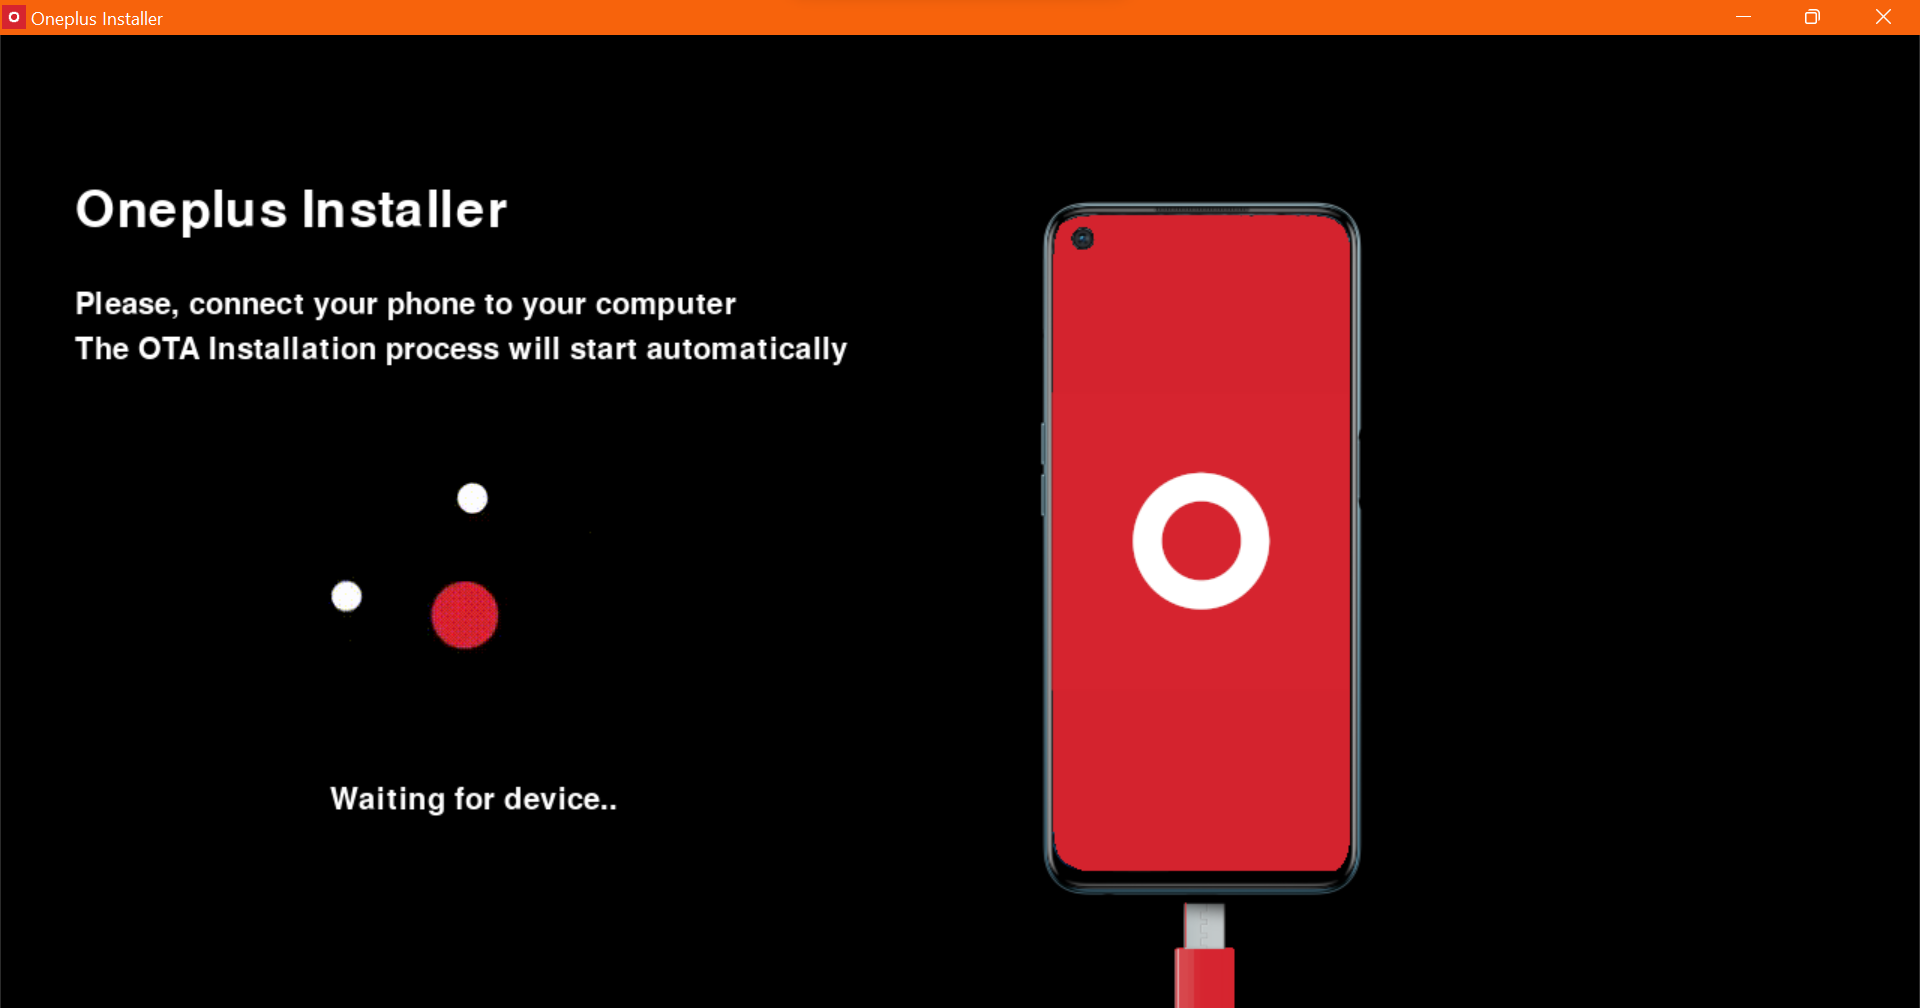 Oneplus Installer
Oneplus Installer
Please, connect your phone to your computer
The OTA Installation process will start automatically
Waiting for device..